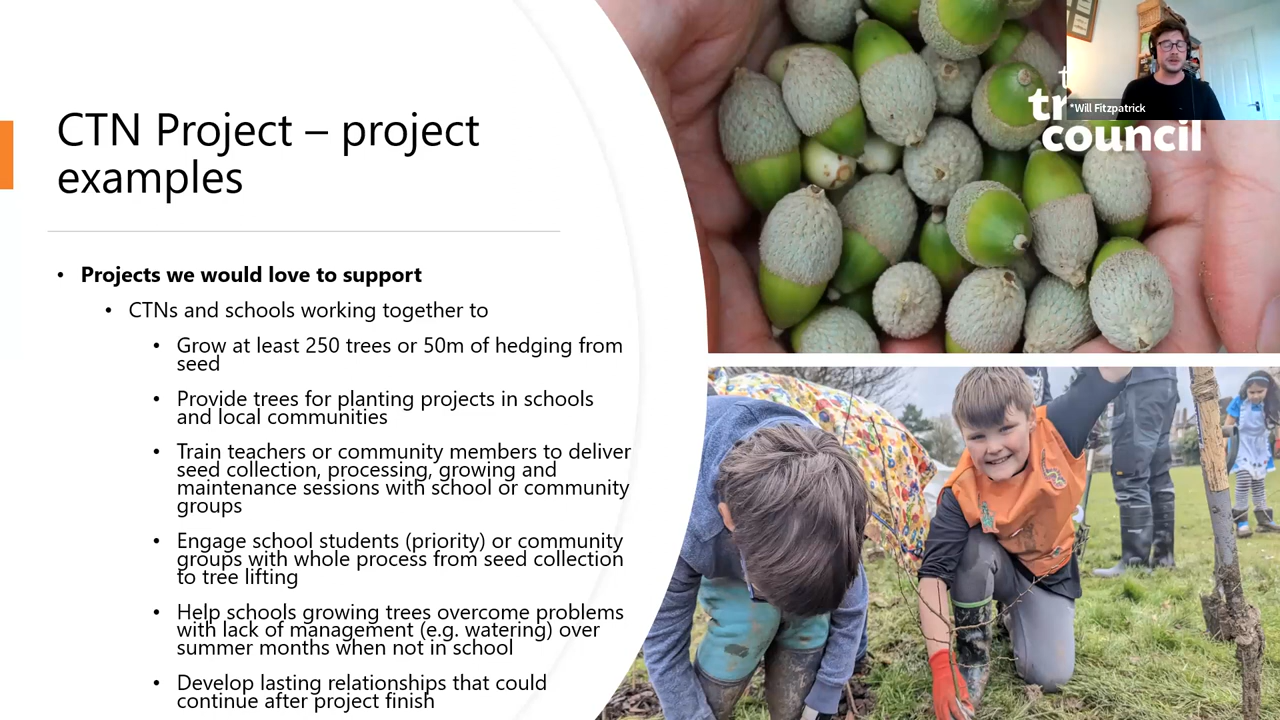 CTN Project – project
examples
• Projects we would love to support
• CTNs and schools working together to
• Grow at least 250 trees or 50m of hedging from
seed
• Provide trees for planting projects in schools
and local communities
• Train teachers or community members to deliver
seed collection, processing, growing and
maintenance sessions with school or community
groups
• Engage school students (priority) or community
groups with whole process from seed collection
to tree lifting
• Help schools growing trees overcome problems
with lack of management (e.g. watering) over
summer months when not in school
• Develop lasting relationships that could
continue after project finish
council
*Will Fitzpatrick